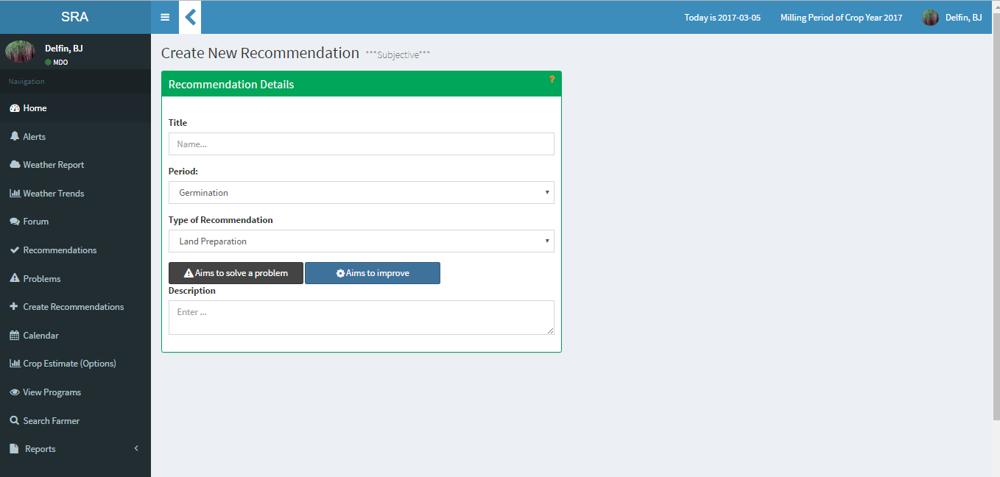 SRA
Today is 2017-03-05
Milling Period of Crop Year 2017
Delfin, BJ
Delfin, BJ
MDO
Navigation
Home
Alerts
Weather Report
Weather Trends
Forum
Recommendations
Problems
Create Recommendations
Calendar
Crop Estimate (Options)
View Programs
Search Farmer
Reports
Create New Recommendation ***Subjective***
Recommendation Details
?
Title
Name...
Period:
Germination
Type of Recommendation
Land Preparation
Aims to solve a problem
Aims to improve
Description
Enter ...